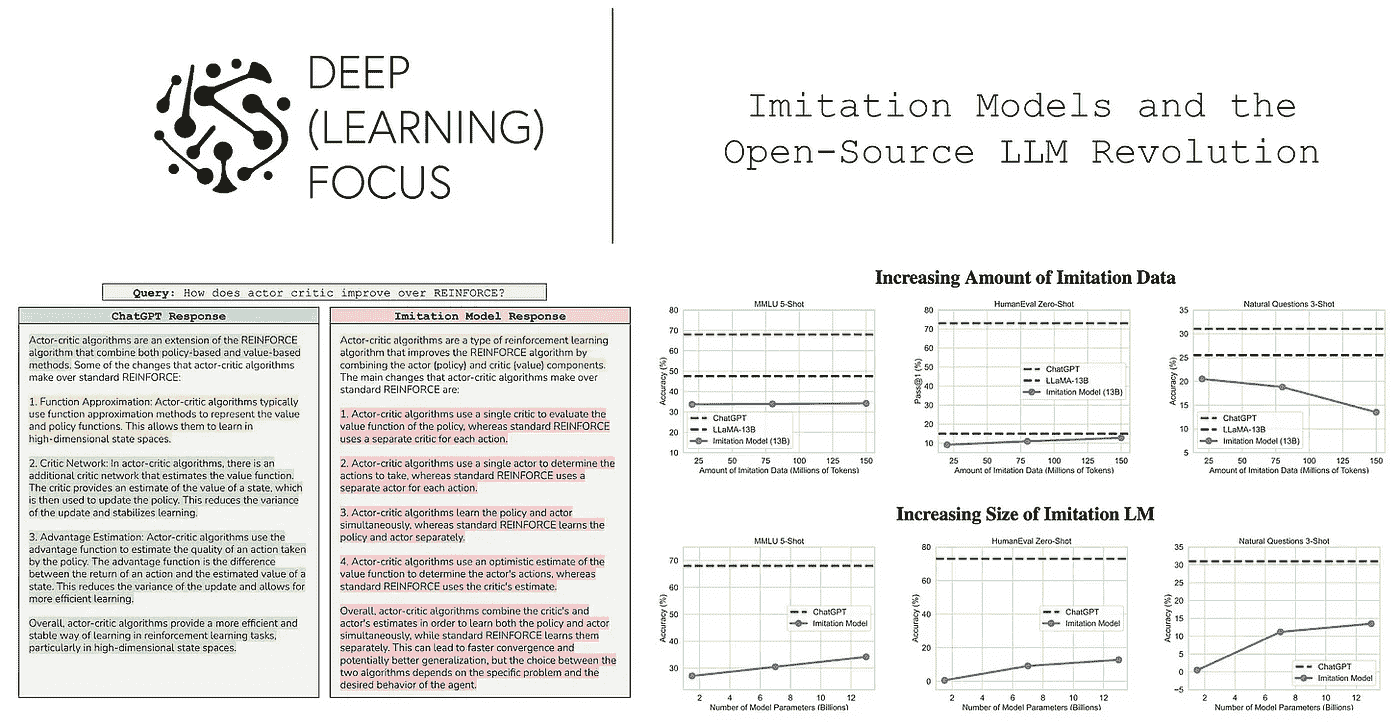 DEEP
(LEARNING)
FOCUS
Imitation Models and the
Open-Source LLM Revolution
Query: How does actor critic improve over REINFORCE?
ChatGPT Response
Actor-critic algorithms are an extension of the REINFORCE
algorithm that combine both policy-based and value-based
methods. Some of the changes that actor-critic algorithms
make over standard REINFORCE:
1. Function Approximation: Actor-critic algorithms typically
use function approximation methods to represent the value
and policy functions. This allows them to learn in
high-dimensional state spaces.
2. Critic Network: In actor-critic algorithms, there is an
additional critic network that estimates the value function.
The critic provides an estimate of the value of a state, which
is then used to update the policy. This reduces the variance
of the update and stabilizes learning.
3. Advantage Estimation: Actor-critic algorithms use the
advantage function to estimate the quality of an action taken
by the policy. The advantage function is the difference
between the return of an action and the estimated value of a
state. This reduces the variance of the update and allows for
more efficient learning.
Overall, actor-critic algorithms provide a more efficient and
stable way of learning in reinforcement learning tasks,
particularly in high-dimensional state spaces.
Imitation Model Response
Actor-critic algorithms are a type of reinforcement learning
algorithm that improves the REINFORCE algorithm by
combining the actor (policy) and critic (value) components.
The main changes that actor-critic algorithms make over
standard REINFORCE are:
1. Actor-critic algorithms use a single critic to evaluate the
value function of the policy, whereas standard REINFORCE
uses a separate critic for each action.
2. Actor-critic algorithms use a single actor to determine the
actions to take, whereas standard REINFORCE uses a
separate actor for each action.
3. Actor-critic algorithms learn the policy and actor
simultaneously, whereas standard REINFORCE learns the
policy and actor separately.
4. Actor-critic algorithms use an optimistic estimate of the
value function to determine the actor's actions, whereas
standard REINFORCE uses the critic's estimate.
Overall, actor-critic algorithms combine the critic's and
actor's estimates in order to learn both the policy and actor
simultaneously, while standard REINFORCE learns them
separately. This can lead to faster convergence and
potentially better generalization, but the choice between the
two algorithms depends on the specific problem and the
desired behavior of the agent.
Increasing Amount of Imitation Data
MMLU 5-Shot
Accuracy (%)
80
70
60
50
40
30
20
10
ChatGPT
LLaMA-13B
Imitation Model (13B)
25 50 75 100 125 150
Amount of Imitation Data (Millions of Tokens)
HumanEval Zero-Shot
Pass@1 (%)
80
70
60
50
40
30
20
10
ChatGPT
LLaMA-13B
Imitation Model (13B)
25 50 75 100 125 150
Amount of Imitation Data (Millions of Tokens)
Natural Questions 3-Shot
Accuracy (%)
35
30
25
20
15
10
5
ChatGPT
LLaMA-13B
Imitation Model (13B)
25 50 75 100 125 150
Amount of Imitation Data (Millions of Tokens)
Increasing Size of Imitation LM
MMLU 5-Shot
Accuracy (%)
70
60
50
40
30
ChatGPT
Imitation Model
2 4 6 8 10 12
Number of Model Parameters (Billions)
HumanEval Zero-Shot
Accuracy (%)
80
60
40
20
0
ChatGPT
Imitation Model
2 4 6 8 10 12
Number of Model Parameters (Billions)
Natural Questions 3-Shot
Accuracy (%)
35
30
25
20
15
10
5
0
−5
ChatGPT
Imitation Model
2 4 6 8 10 12
Number of Model Parameters (Billions)